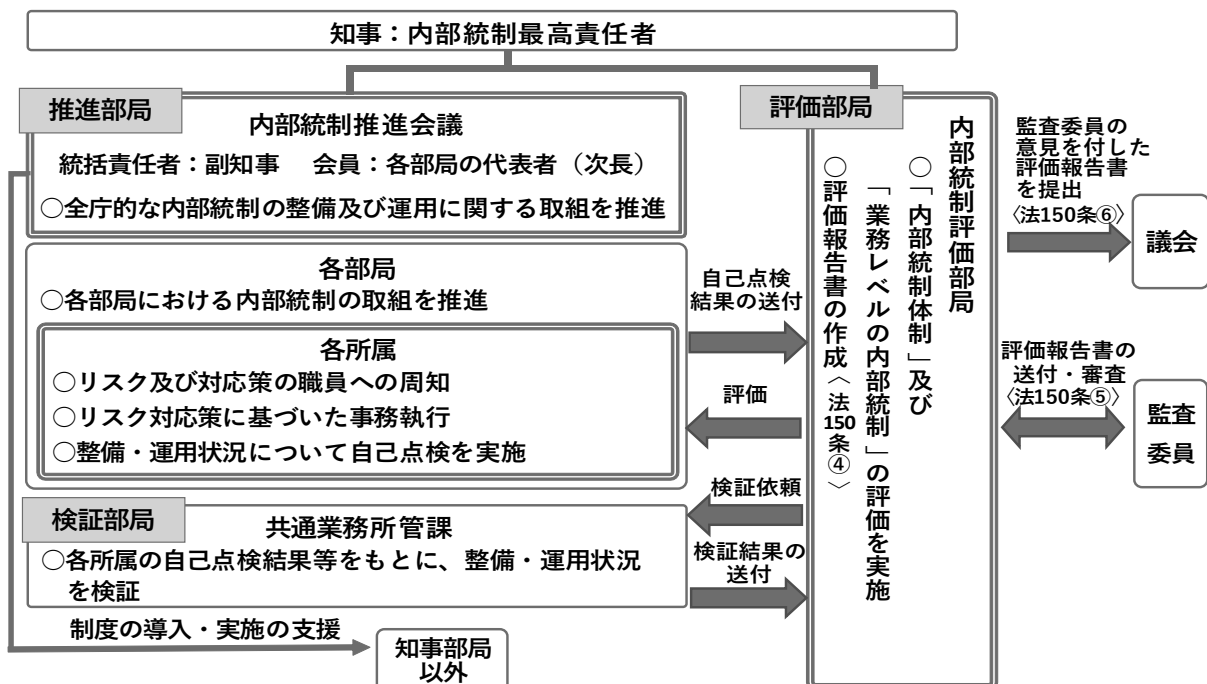 知事：内部統制最高責任者
推進部局
内部統制推進会議
統括責任者：副知事　会員：各部局の代表者（次長）
○全庁的な内部統制の整備及び運用に関する取組を推進
各部局
○各部局における内部統制の取組を推進
各所属
○リスク及び対応策の職員への周知
○リスク対応策に基づいた事務執行
○整備・運用状況について自己点検を実施
検証部局
共通業務所管課
○各所属の自己点検結果等をもとに、整備・運用状況
を検証
制度の導入・実施の支援
知事部局
以外
自己点検
結果の送付
評価
検証依頼
検証結果の
送付
評価部局
内部統制評価部局
○「内部統制体制」及び
「業務レベルの内部統制」の評価を実施
○評価報告書の作成〈法150条④〉
監査委員の
意見を付した
評価報告書
を提出
〈法150条⑥〉
議会
評価報告書の
送付・審査
〈法150条⑤〉
監査
委員